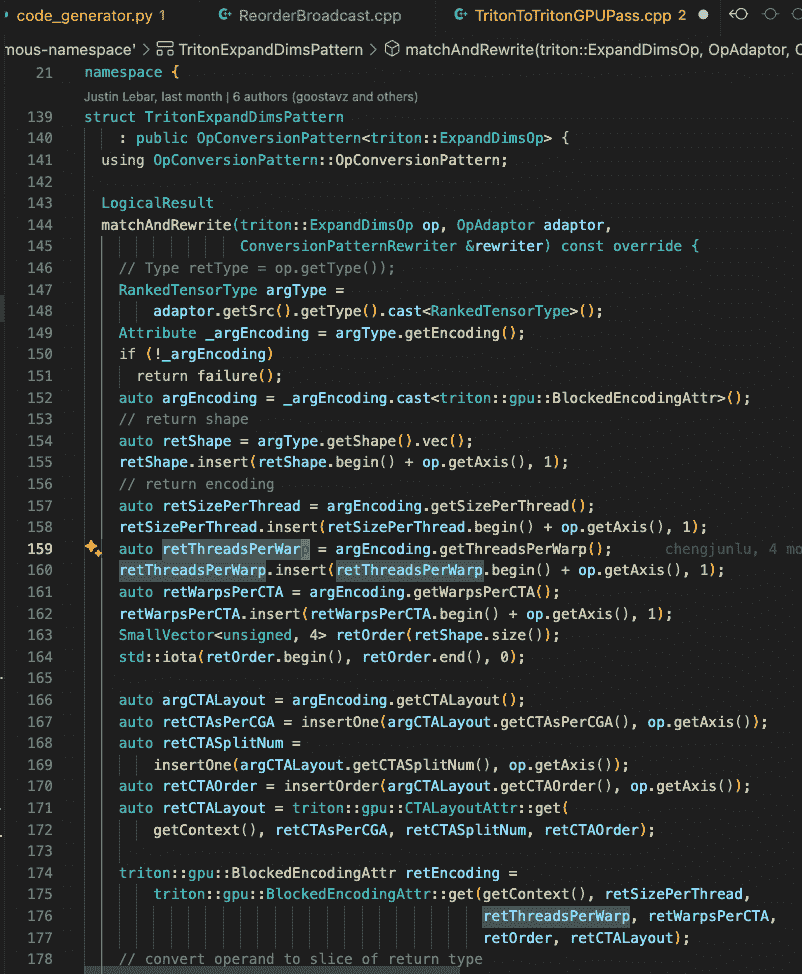 code_generator.py 1 ReorderBroadcast.cpp TritonToTritonGPUPass.cpp 2
mous-namespace' > TritonExpandDimsPattern > matchAndRewrite(triton::ExpandDimsOp, OpAdaptor, C
21 namespace {
Justin Lebar, last month | 6 authors (goostavz and others)
139 struct TritonExpandDimsPattern
140 : public OpConversionPattern<triton::ExpandDimsOp> {
141 using OpConversionPattern::OpConversionPattern;
142
143 LogicalResult
144 matchAndRewrite(triton::ExpandDimsOp op, OpAdaptor adaptor,
145 ConversionPatternRewriter &rewriter) const override {
146 // Type retType = op.getType());
147 RankedTensorType argType =
148 adaptor.getSrc().getType().cast<RankedTensorType>();
149 Attribute _argEncoding = argType.getEncoding();
150 if (!_argEncoding)
151 return failure();
152 auto argEncoding = _argEncoding.cast<triton::gpu::BlockedEncodingAttr>();
153 // return shape
154 auto retShape = argType.getShape().vec();
155 retShape.insert(retShape.begin() + op.getAxis(), 1);
156 // return encoding
157 auto retSizePerThread = argEncoding.getSizePerThread();
158 retSizePerThread.insert(retSizePerThread.begin() + op.getAxis(), 1);
159 auto retThreadsPerWarp = argEncoding.getThreadsPerWarp(); chengjunlu, 4 mo
160 retThreadsPerWarp.insert(retThreadsPerWarp.begin() + op.getAxis(), 1);
161 auto retWarpsPerCTA = argEncoding.getWarpsPerCTA();
162 retWarpsPerCTA.insert(retWarpsPerCTA.begin() + op.getAxis(), 1);
163 SmallVector<unsigned, 4> retOrder(retShape.size());
164 std::iota(retOrder.begin(), retOrder.end(), 0);
165
166 auto argCTALayout = argEncoding.getCTALayout();
167 auto retCTAsPerCGA = insertOne(argCTALayout.getCTAsPerCGA(), op.getAxis());
168 auto retCTASplitNum =
169 insertOne(argCTALayout.getCTASplitNum(), op.getAxis());
170 auto retCTAOrder = insertOrder(argCTALayout.getCTAOrder(), op.getAxis());
171 auto retCTALayout = triton::gpu::CTALayoutAttr::get(
172 getContext(), retCTAsPerCGA, retCTASplitNum, retCTAOrder);
173
174 triton::gpu::BlockedEncodingAttr retEncoding =
175 triton::gpu::BlockedEncodingAttr::get(getContext(), retSizePerThread,
176 retThreadsPerWarp, retWarpsPerCTA,
177 retOrder, retCTALayout);
178 // convert operand to slice of return type